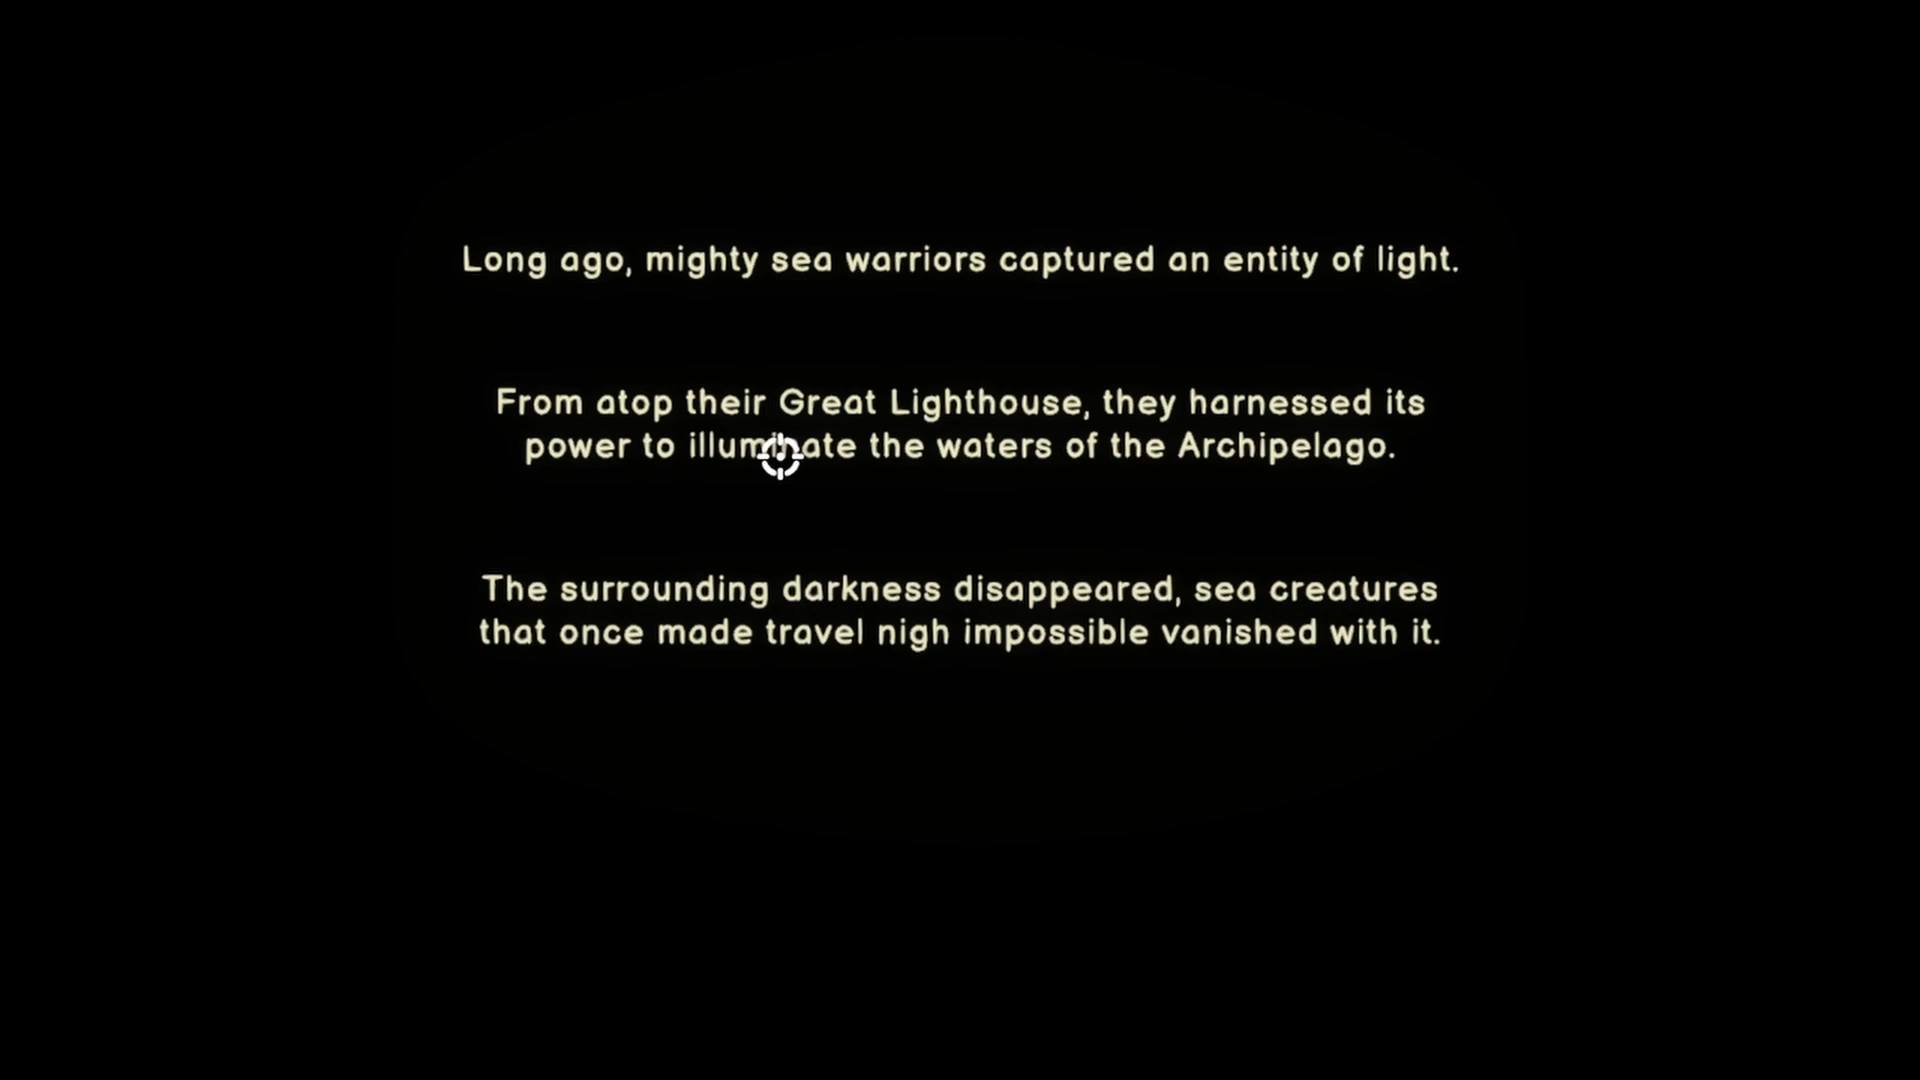 Long ago, mighty sea warriors captured an entity of light.
From atop their Great Lighthouse, they harnessed its
power to illuminate the waters of the Archipelago.
The surrounding darkness disappeared, sea creatures
that once made travel nigh impossible vanished with it.